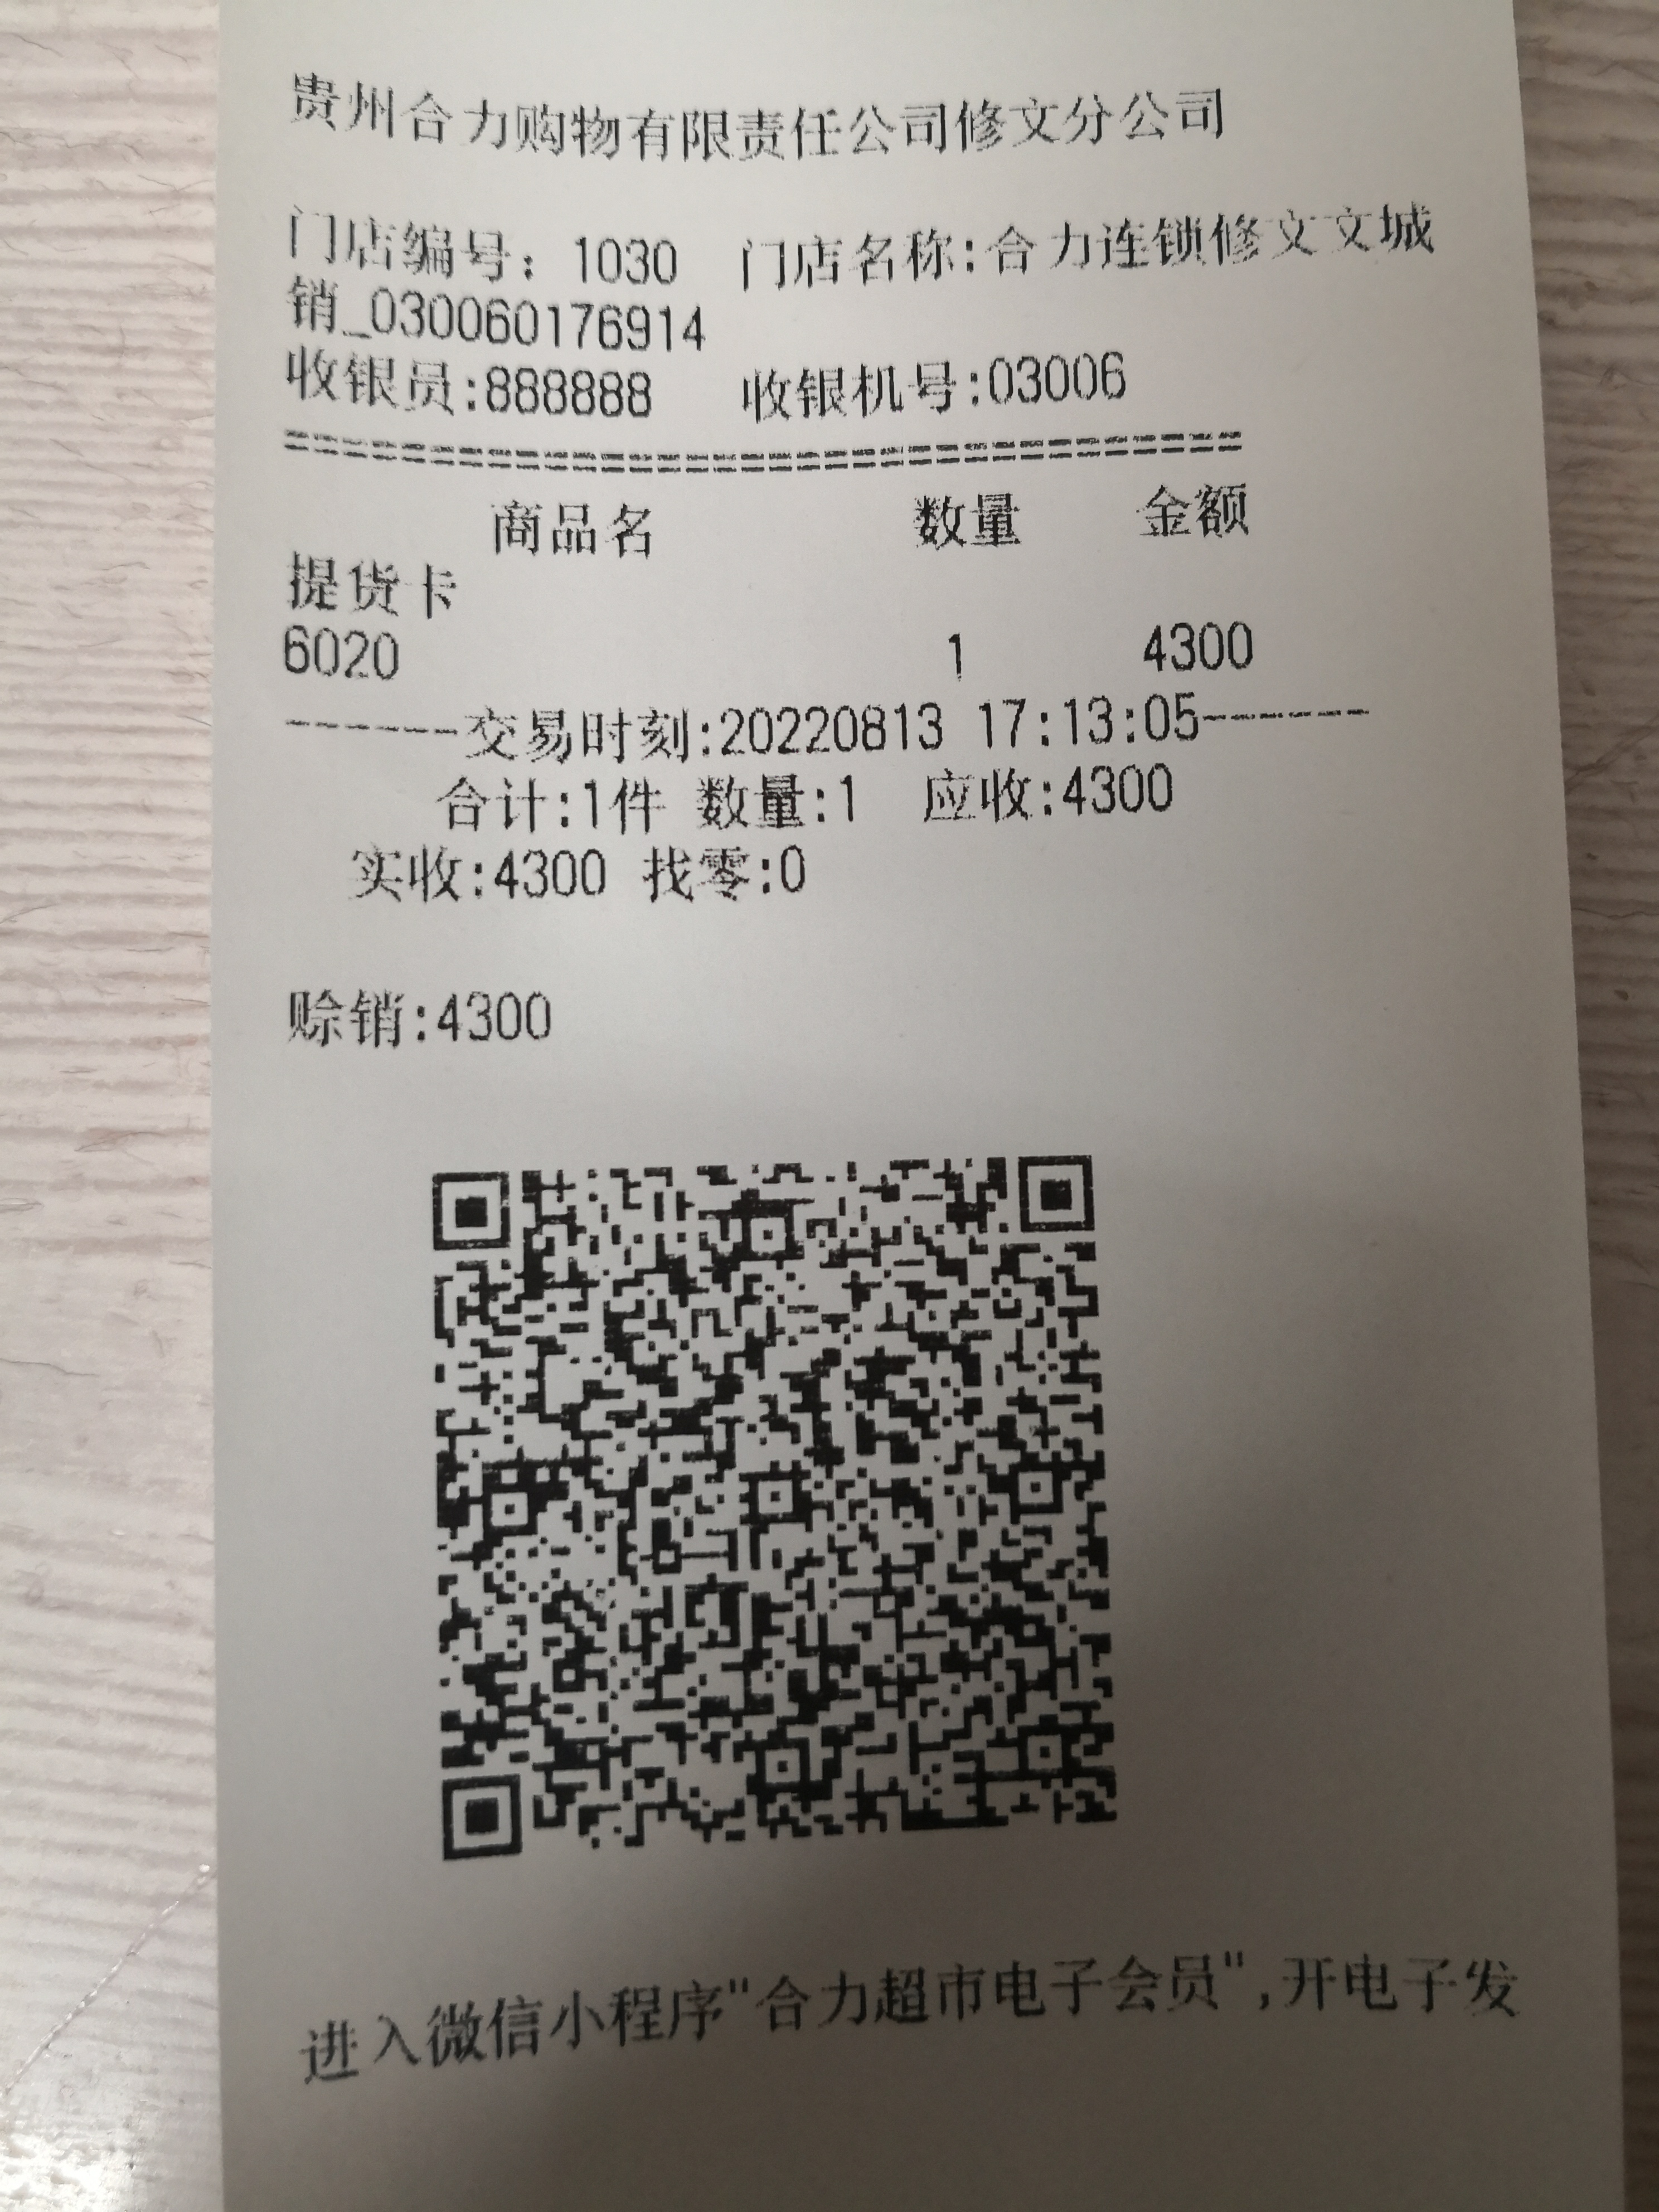 贵州合力购物有限责任公司修文分公司
门店编号：1030 门店名称:合力连锁修文文城
销_030060176914
收银员:888888 收银机号:03006
================================
商品名 数量 金额
提货卡
6020 1 4300
------交易时刻:20220813 17:13:05------
合计:1件 数量:1 应收:4300
实收:4300 找零:0
赊销:4300
进入微信小程序"合力超市电子会员",开电子发